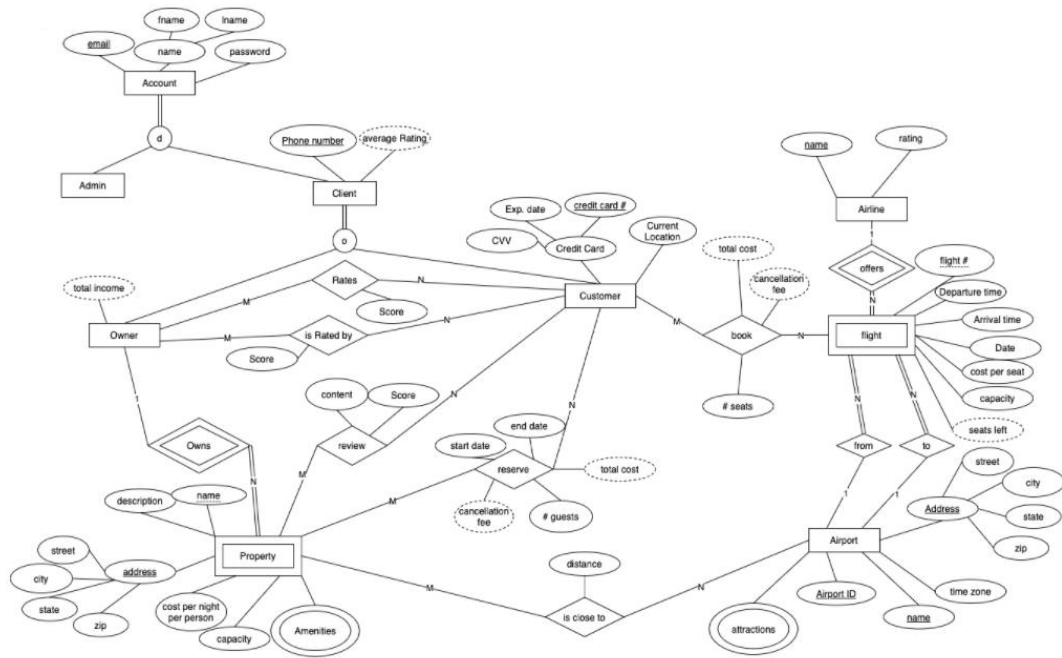 fname
lname
email
name
password
Account
d
Phone number
average Rating
Admin
Client
name
rating
Airline
o
Exp. date
credit card #
CVV
Credit Card
Current
Location
total cost
cancellation
fee
1
offers
flight #
total income
Rates
N
M
Customer
Score
Departure time
N
Owner
M
is Rated by
N
Score
M
book
N
flight
Arrival time
Date
cost per seat
capacity
content
Score
N
# seats
1
Owns
review
N
end date
N
N
from
to
seats left
street
start date
reserve
total cost
M
M
N
cancellation
fee
# guests
1
1
city
Address
state
zip
description
name
Property
street
city
address
state
zip
cost per night
per person
capacity
Amenities
M
distance
is close to
N
Airport
Airport ID
time zone
name
attractions